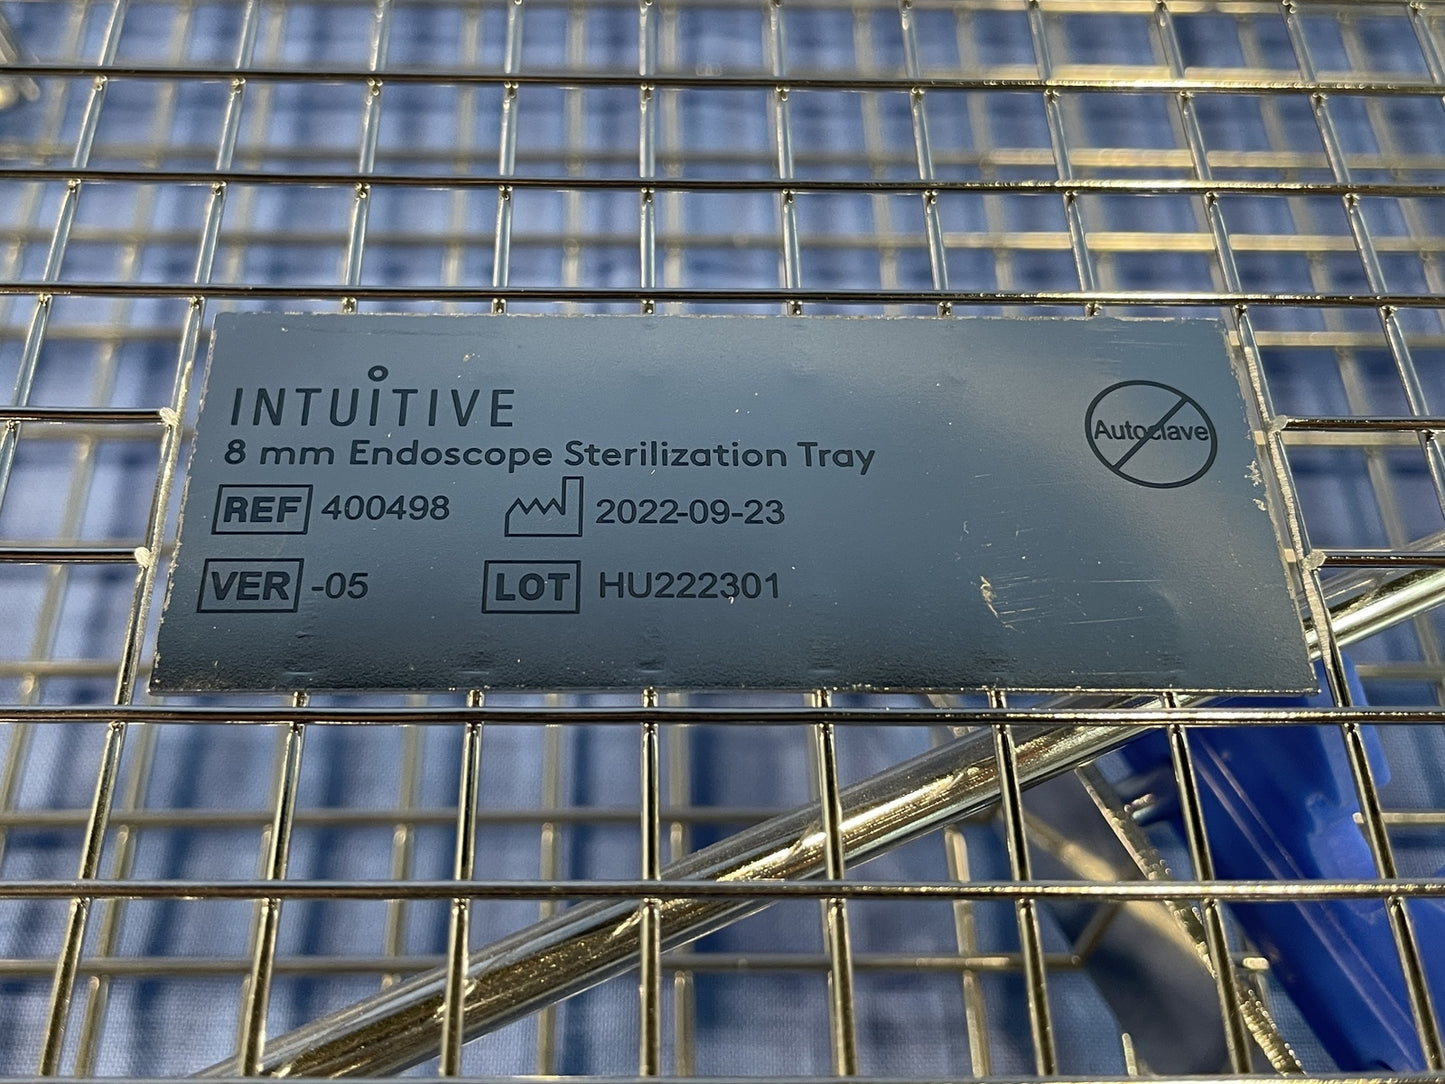 INTUITIVE
8 mm Endoscope Sterilization Tray
REF 400498 2022-09-23
VER -05 LOT HU222301
Autoclave